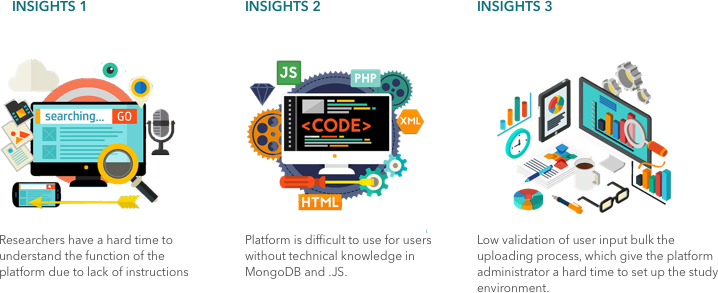 INSIGHTS 1
searching... GO
Researchers have a hard time to
understand the function of the
platform due to lack of instructions
INSIGHTS 2
JS
PHP
XML
<CODE>
HTML
Platform is difficult to use for users
without technical knowledge in
MongoDB and .JS.
INSIGHTS 3
Low validation of user input bulk the
uploading process, which give the platform
administrator a hard time to set up the study
environment.